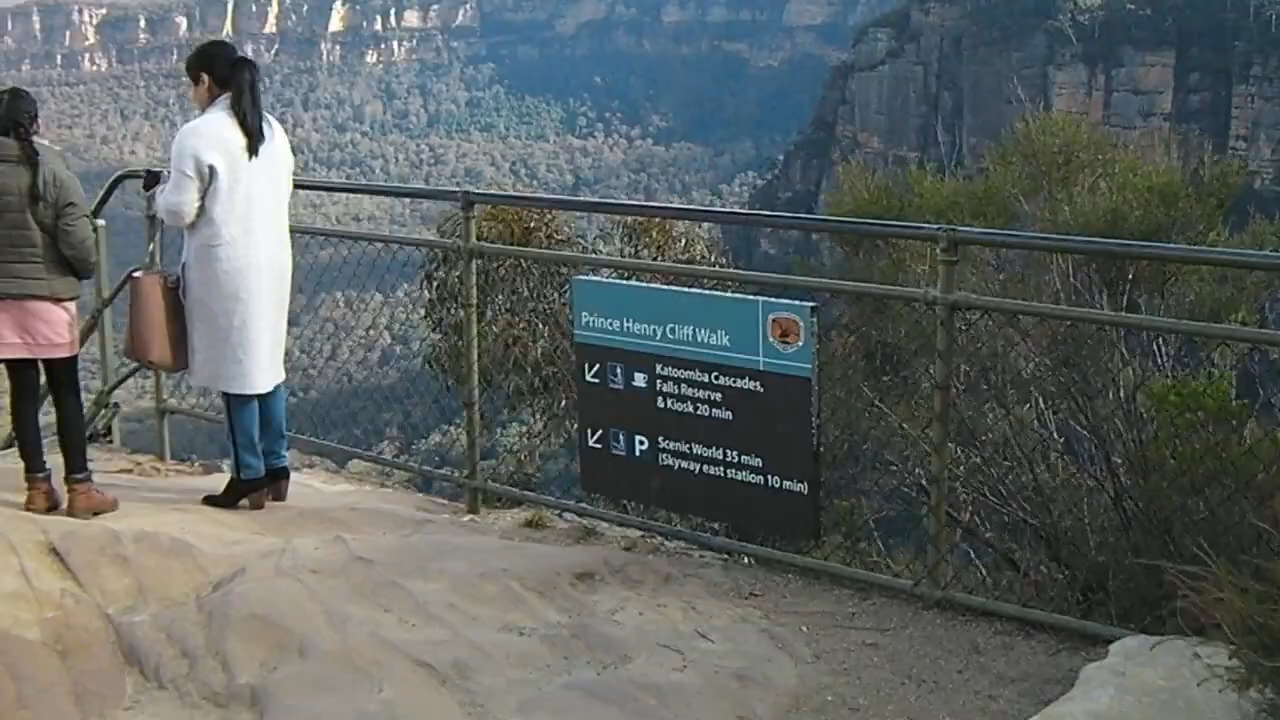 Prince Henry Cliff Walk
Katoomba Cascades,
Falls Reserve
& Kiosk 20 min
P
Scenic World 35 min
(Skyway east station 10 min)